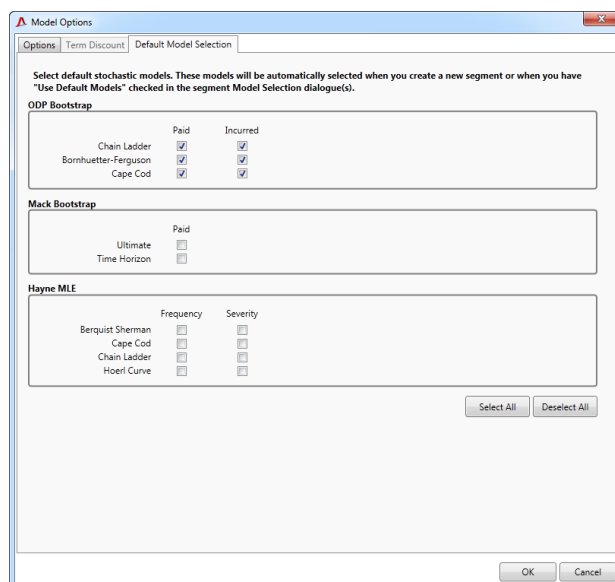 Model Options
Options Term Discount Default Model Selection
Select default stochastic models. These models will be automatically selected when you create a new segment or when you have
"Use Default Models" checked in the segment Model Selection dialogue(s).
ODP Bootstrap
Paid Incurred
Chain Ladder
Bornhuetter-Ferguson
Cape Cod
Mack Bootstrap
Paid
Ultimate
Time Horizon
Hayne MLE
Frequency Severity
Berquist Sherman
Cape Cod
Chain Ladder
Hoerl Curve
Select All Deselect All
OK Cancel